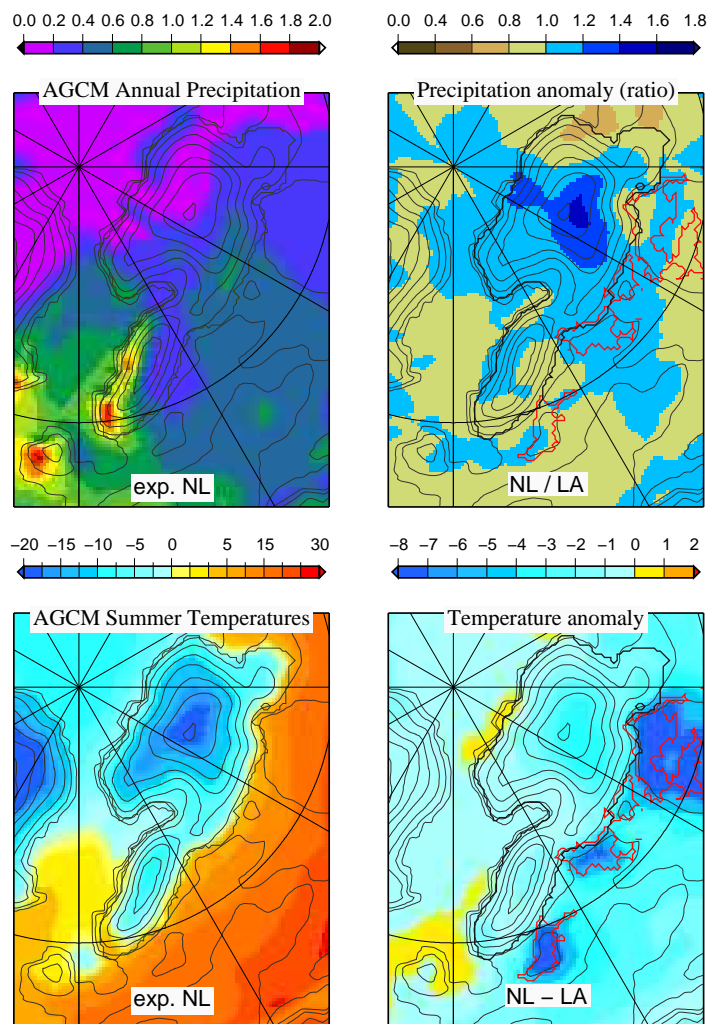 0.0 0.2 0.4 0.6 0.8 1.0 1.2 1.4 1.6 1.8 2.0
AGCM Annual Precipitation
exp. NL
0.0 0.4 0.8 1.0 1.2 1.4 1.6 1.8
Precipitation anomaly (ratio)
NL / LA
−20 −15 −10 −5 0 5 15 30
AGCM Summer Temperatures
exp. NL
−8 −7 −6 −5 −4 −3 −2 −1 0 1 2
Temperature anomaly
NL − LA